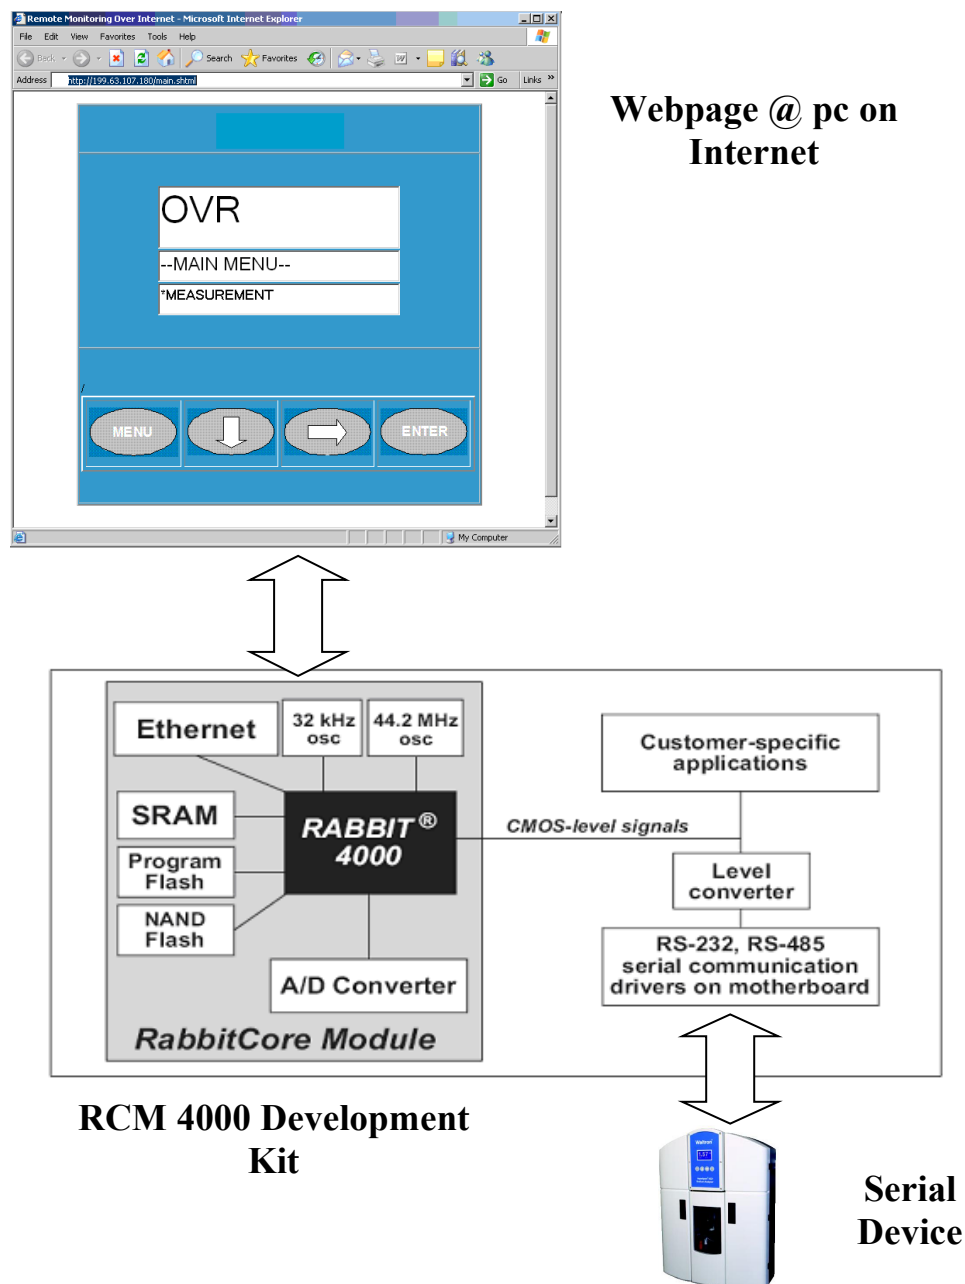 Remote Monitoring Over Internet - Microsoft Internet Explorer
File Edit View Favorites Tools Help
Back Search Favorites
Address http://199.63.107.180/main.shtml Go Links »
Webpage @ pc on
Internet
OVR
--MAIN MENU--
*MEASUREMENT
/
MENU ENTER
My Computer
Ethernet
32 kHz
osc
44.2 MHz
osc
Customer-specific
applications
SRAM
RABBIT ®
4000
CMOS-level signals
Program
Flash
Level
converter
NAND
Flash
RS-232, RS-485
serial communication
drivers on motherboard
A/D Converter
RabbitCore Module
RCM 4000 Development
Kit
Waltron
Serial
Device